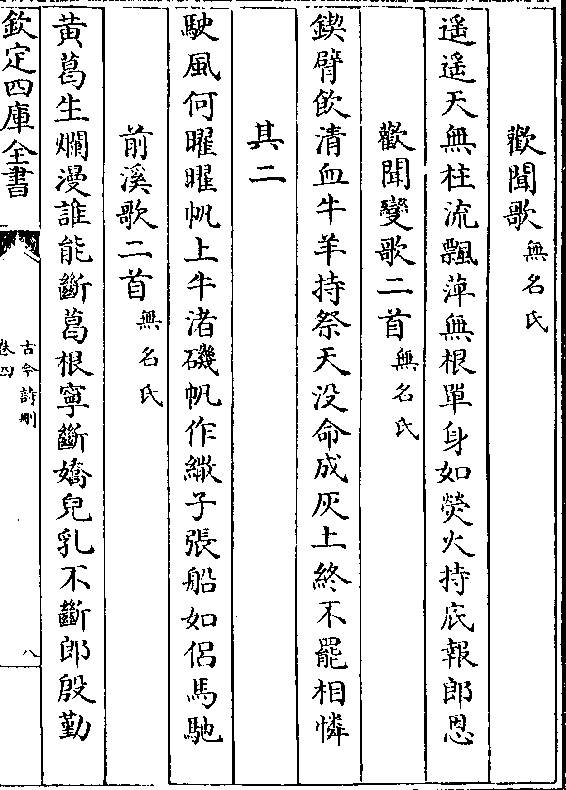 歡聞歌無名氏
遥遥天無柱流飄萍無根單身如熒火持底報郎恩
歡聞變歌二首無名氏
鍥臂飲清血牛羊持祭天没命成灰土終不罷相憐
其二
駛風何曜曜帆上牛渚磯帆作繖子張船如侣馬馳
前溪歌二首無名氏
黄葛生爛漫誰能斷葛根寧斷嬌兒乳不斷郎殷勤
欽定四庫全書
古今詩刪
卷四
八